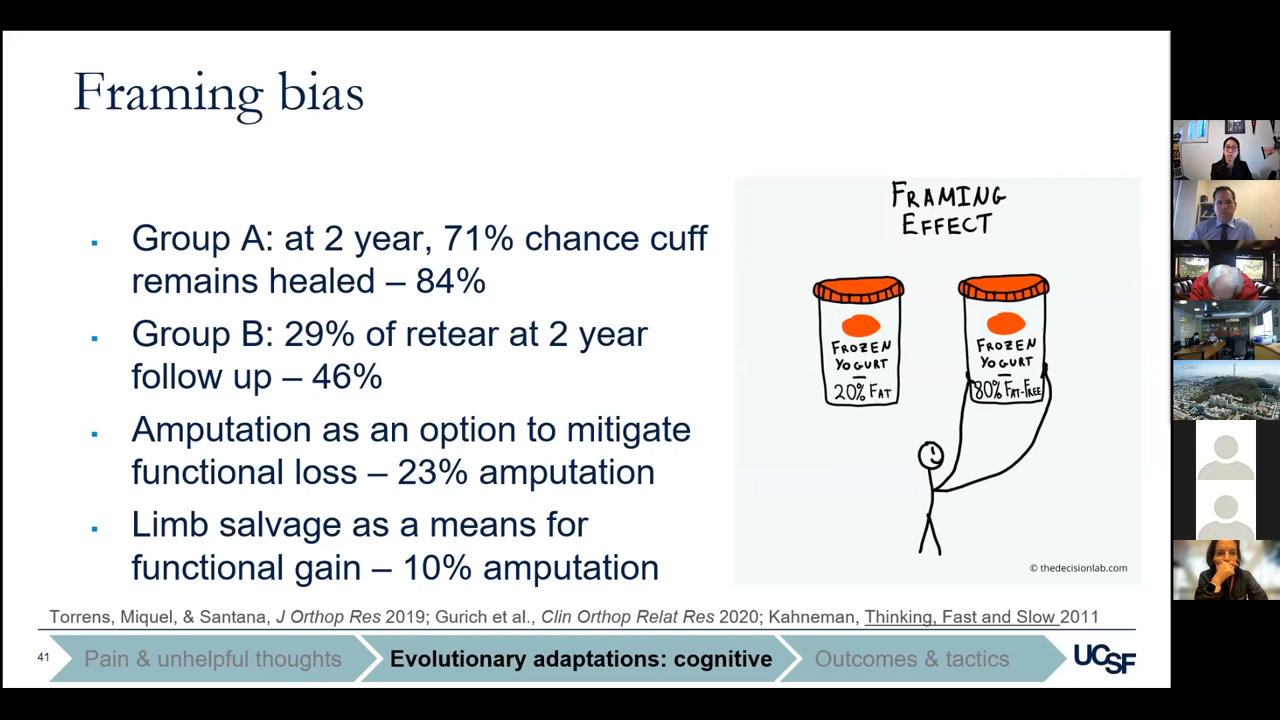 Framing bias
Group A: at 2 year, 71% chance cuff
remains healed – 84%
Group B: 29% of retear at 2 year
follow up – 46%
Amputation as an option to mitigate
functional loss – 23% amputation
Limb salvage as a means for
functional gain – 10% amputation
FRAMING
EFFECT
FROZEN
YOGURT
20% FAT
FROZEN
YOGURT
80% FAT-FREE
© thedecisionlab.com
Torrens, Miquel, & Santana, J Orthop Res 2019; Gurich et al., Clin Orthop Relat Res 2020; Kahneman, Thinking, Fast and Slow 2011
41
Pain & unhelpful thoughts
Evolutionary adaptations: cognitive
Outcomes & tactics
UCSF